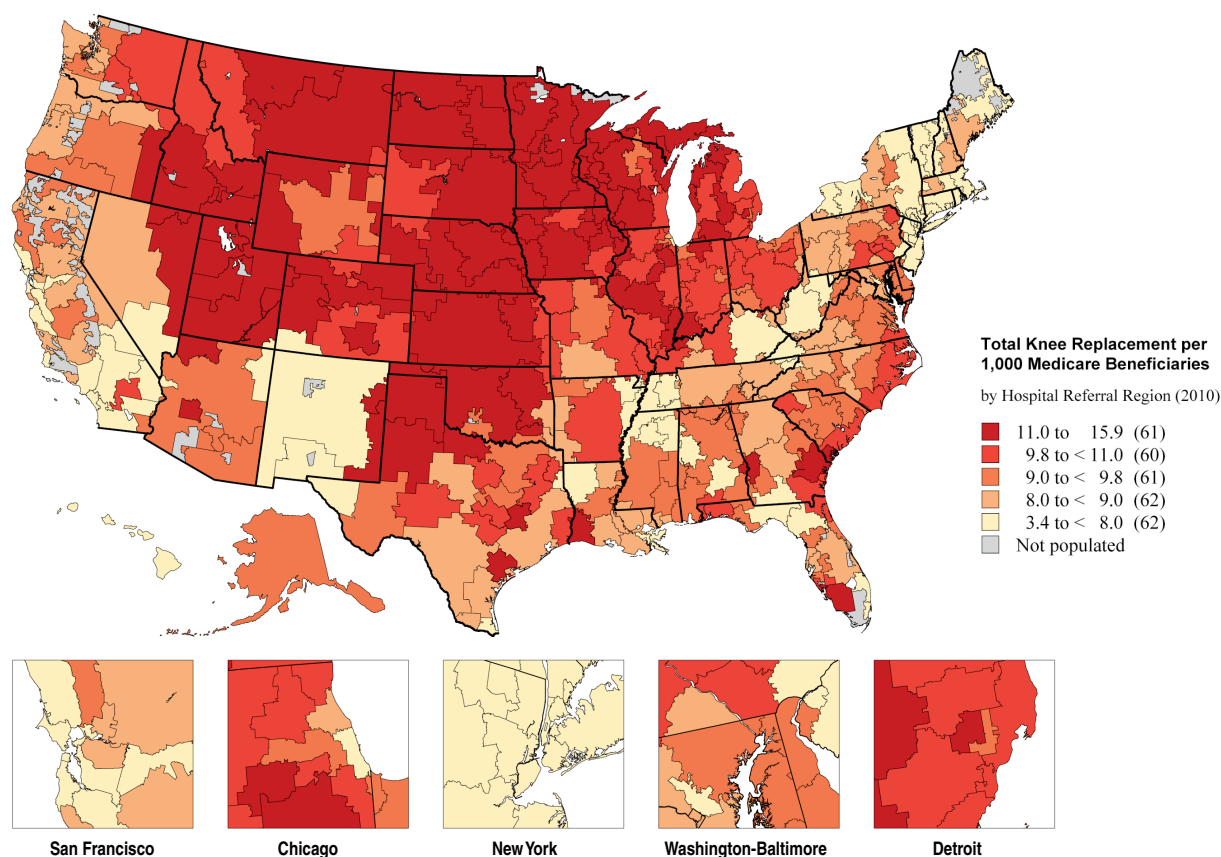 Total Knee Replacement per
1,000 Medicare Beneficiaries
by Hospital Referral Region (2010)
11.0 to 15.9 (61)
9.8 to < 11.0 (60)
9.0 to < 9.8 (61)
8.0 to < 9.0 (62)
3.4 to < 8.0 (62)
Not populated
San Francisco
Chicago
New York
Washington-Baltimore
Detroit